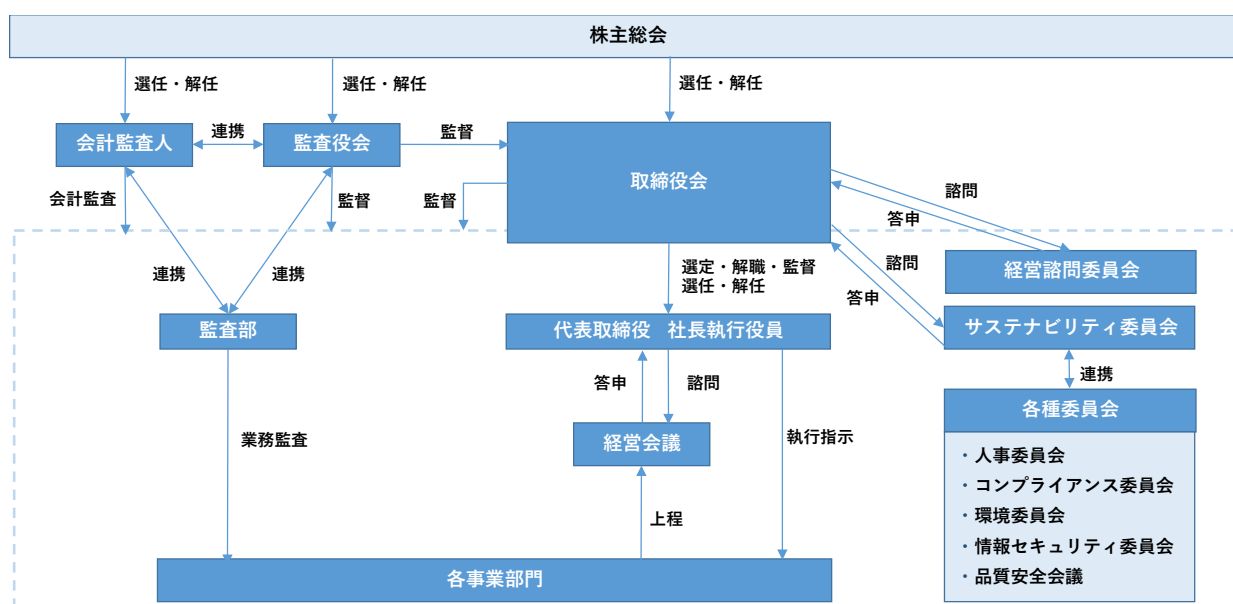 株主総会
選任・解任
選任・解任
選任・解任
会計監査人
連携
監査役会
監督
取締役会
会計監査
監督
監督
諮問
答申
連携
連携
選定・解職・監督
選任・解任
諮問
答申
経営諮問委員会
監査部
代表取締役　社長執行役員
サステナビリティ委員会
答申
諮問
連携
業務監査
経営会議
執行指示
各種委員会
・人事委員会
・コンプライアンス委員会
・環境委員会
・情報セキュリティ委員会
・品質安全会議
上程
各事業部門